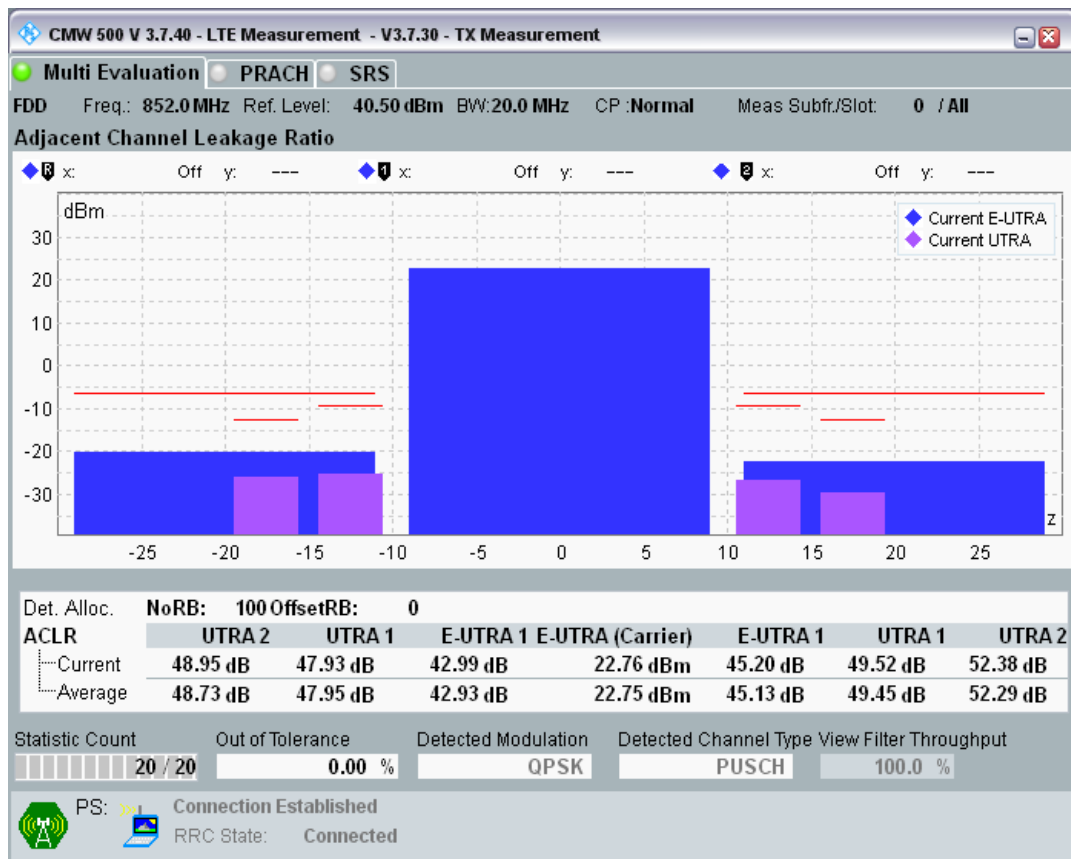 CMW 500 V 3.7.40 - LTE Measurement - V3.7.30 - TX Measurement
Multi Evaluation PRACH SRS
FDD Freq.: 852.0 MHz Ref. Level: 40.50 dBm BW:20.0 MHz CP :Normal Meas Subfr./Slot: 0 / All
Adjacent Channel Leakage Ratio
R x: Off y: --- 1 x: Off y: --- 2 x: Off y: ---
dBm
Current E-UTRA
Current UTRA
30
20
10
0
-10
-20
-30
z
-25 -20 -15 -10 -5 0 5 10 15 20 25
Det. Alloc. NoRB: 100 OffsetRB: 0
ACLR UTRA 2 UTRA 1 E-UTRA 1 E-UTRA (Carrier) E-UTRA 1 UTRA 1 UTRA 2
Current 48.95 dB 47.93 dB 42.99 dB 22.76 dBm 45.20 dB 49.52 dB 52.38 dB
Average 48.73 dB 47.95 dB 42.93 dB 22.75 dBm 45.13 dB 49.45 dB 52.29 dB
Statistic Count Out of Tolerance Detected Modulation Detected Channel Type View Filter Throughput
20 / 20 0.00 % QPSK PUSCH 100.0 %
PS: Connection Established
RRC State: Connected